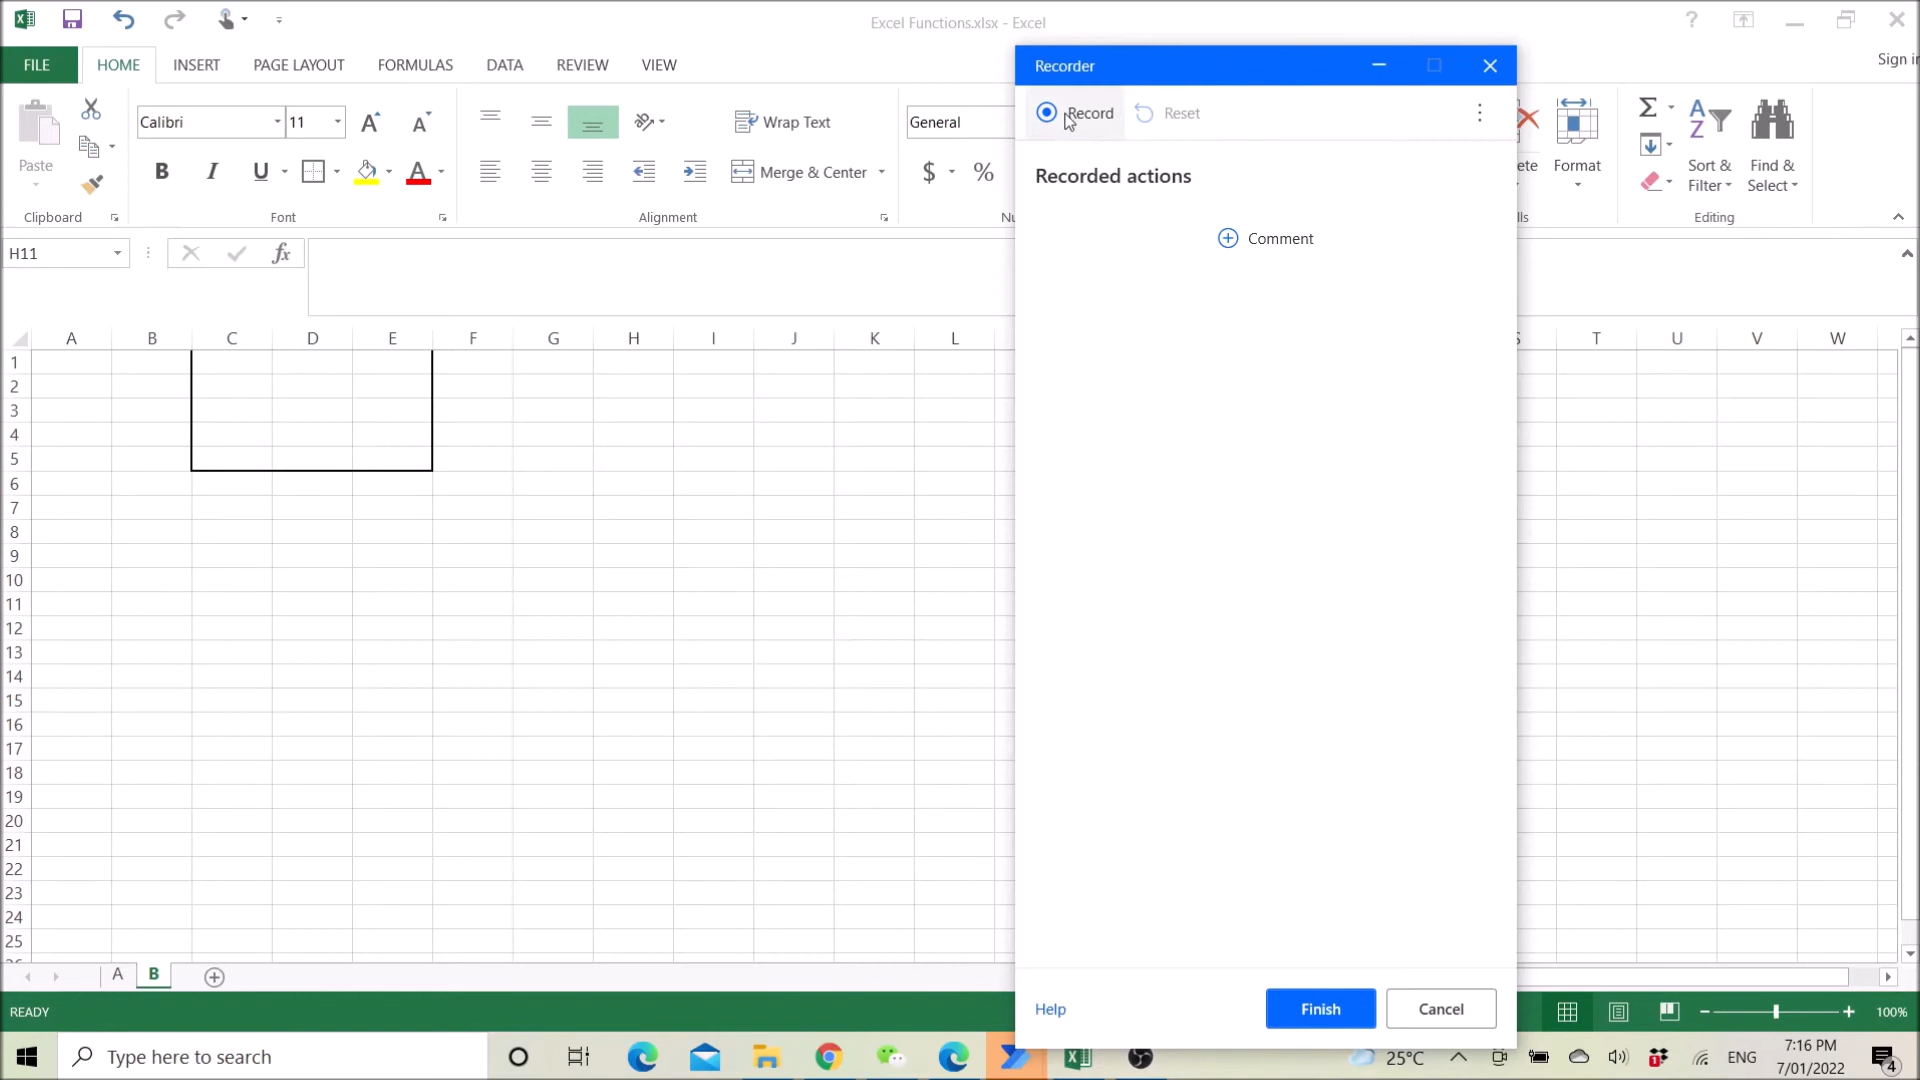 Excel Functions.xlsx - Excel
Sign in
FILE HOME INSERT PAGE LAYOUT FORMULAS DATA REVIEW VIEW
Recorder
Record Reset
Recorded actions
Comment
Paste
Calibri 11
Wrap Text
Merge & Center
General
$ %
B I U A
Format
Sort & Filter
Find & Select
Clipboard Font Alignment Editing
H11 fx
A B C D E F G H I J K L T U V W
1
2
3
4
5
6
7
8
9
10
11
12
13
14
15
16
17
18
19
20
21
22
23
24
25
A B
Help Finish Cancel
READY
100%
Type here to search
25°C
ENG
7:16 PM
7/01/2022
4